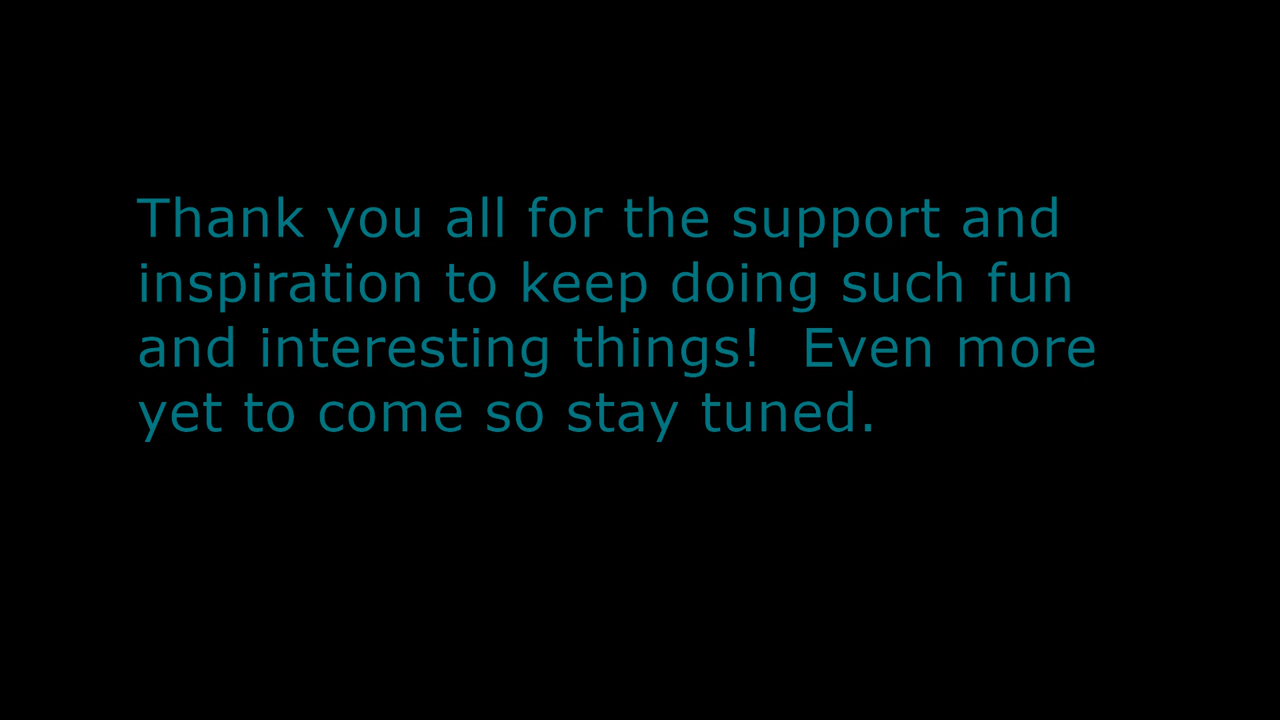 Thank you all for the support and
inspiration to keep doing such fun
and interesting things!  Even more
yet to come so stay tuned.